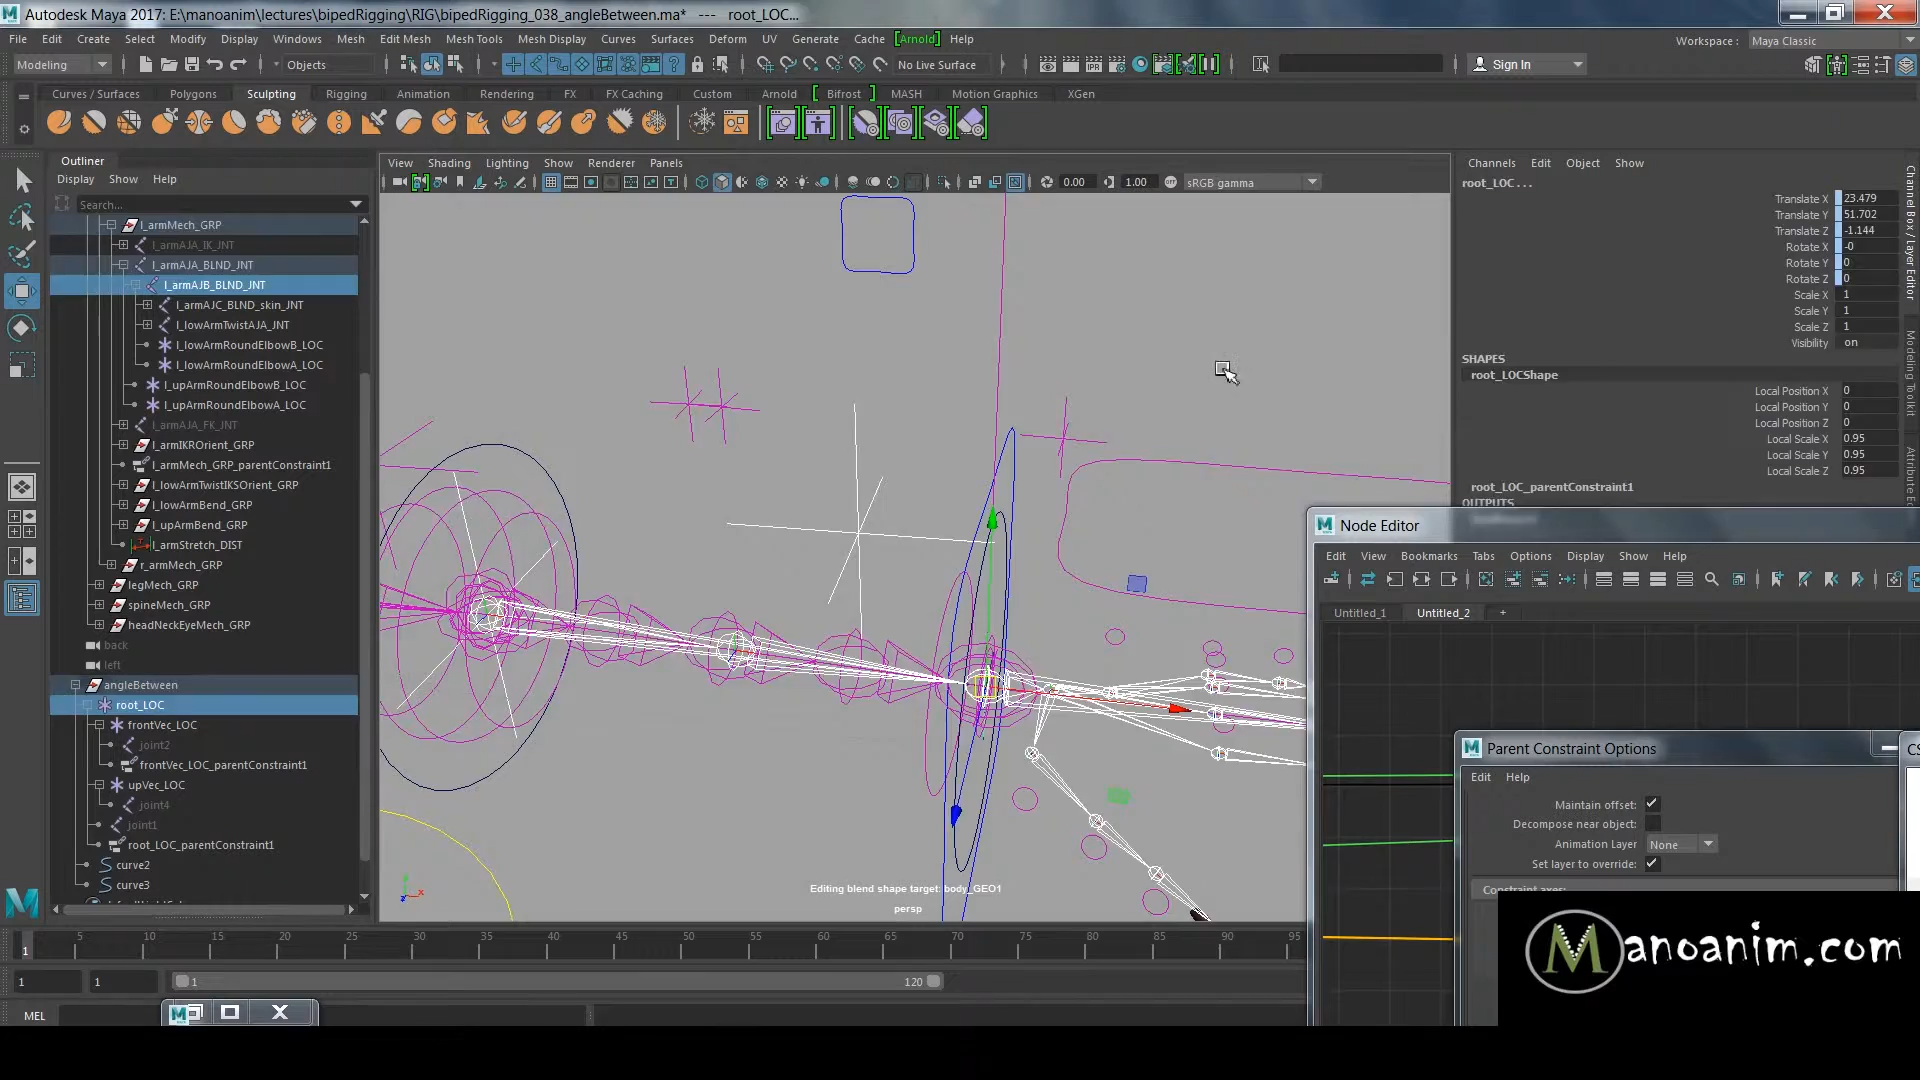 Autodesk Maya 2017: E:\manoanim\lectures\bipedRigging\RIG\bipedRigging_038_angleBetween.ma* --- root_LOC...
File Edit Create Select Modify Display Windows Mesh Edit Mesh Mesh Tools Mesh Display Curves Surfaces Deform UV Generate Cache [Arnold] Help
Workspace : Maya Classic
Modeling Objects No Live Surface Sign In
Curves / Surfaces Polygons Sculpting Rigging Animation Rendering FX FX Caching Custom Arnold Bifrost MASH Motion Graphics XGen
Outliner
Display Show Help
Search...
l_armMech_GRP
l_armAJA_IK_JNT
l_armAJA_BLND_JNT
l_armAJB_BLND_JNT
l_armAJC_BLND_skin_JNT
l_lowArmTwistAJA_JNT
l_lowArmRoundElbowB_LOC
l_lowArmRoundElbowA_LOC
l_upArmRoundElbowB_LOC
l_upArmRoundElbowA_LOC
l_armAJA_FK_JNT
l_armIKROrient_GRP
l_armMech_GRP_parentConstraint1
l_lowArmTwistIKSOrient_GRP
l_lowArmBend_GRP
l_upArmBend_GRP
l_armStretch_DIST
r_armMech_GRP
legMech_GRP
spineMech_GRP
headNeckEyeMech_GRP
back
left
angleBetween
root_LOC
frontVec_LOC
joint2
frontVec_LOC_parentConstraint1
upVec_LOC
joint4
joint1
root_LOC_parentConstraint1
curve2
curve3
View Shading Lighting Show Renderer Panels
0.00 1.00 sRGB gamma
Editing blend shape target: body_GEO1
persp
Channels Edit Object Show
root_LOC . . .
Translate X 23.479
Translate Y 51.702
Translate Z -1.144
Rotate X -0
Rotate Y 0
Rotate Z 0
Scale X 1
Scale Y 1
Scale Z 1
Visibility on
SHAPES
root_LOCShape
Local Position X 0
Local Position Y 0
Local Position Z 0
Local Scale X 0.95
Local Scale Y 0.95
Local Scale Z 0.95
root_LOC_parentConstraint1
OUTPUTS
Channel Box / Layer Editor
Modeling Toolkit
Attribute E
Node Editor
Edit View Bookmarks Tabs Options Display Show Help
Untitled_1 Untitled_2 +
Parent Constraint Options
Edit Help
Maintain offset:
Decompose near object:
Animation Layer None
Set layer to override:
Constraint axes:
Manoanim.com
1 5 10 15 20 25 30 35 40 45 50 55 60 65 70 75 80 85 90 95
1 1 1 120
MEL